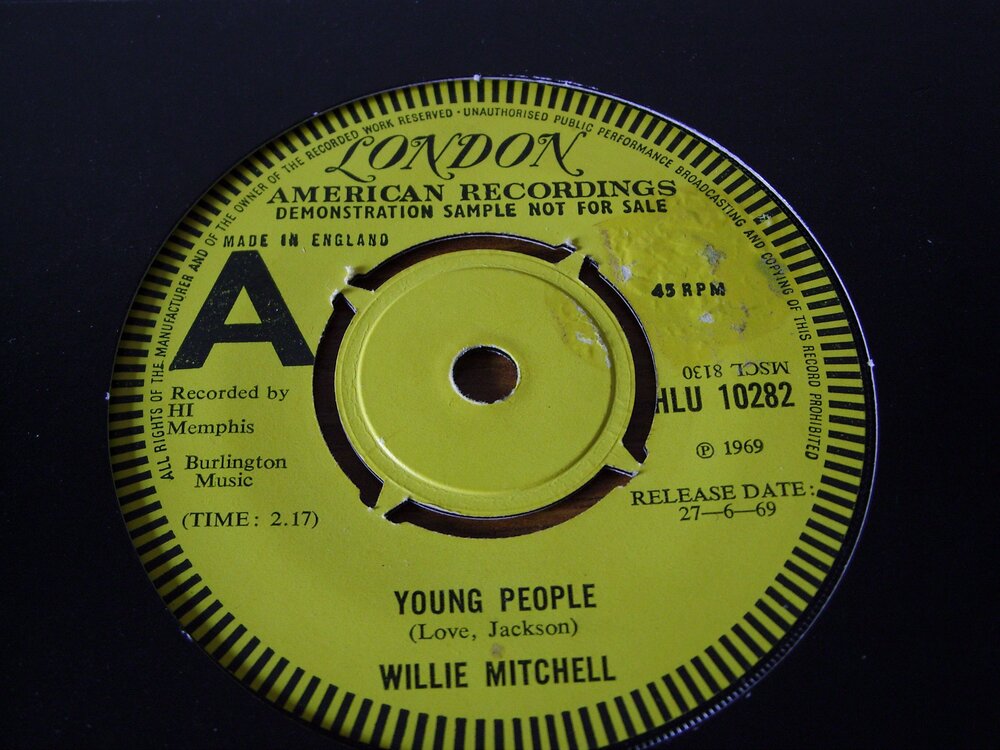 ALL RIGHTS OF THE MANUFACTURER AND OF THE OWNER OF THE RECORDED WORK RESERVED · UNAUTHORISED PUBLIC PERFORMANCE BROADCASTING AND COPYING OF THIS RECORD PROHIBITED
LONDON
AMERICAN RECORDINGS
DEMONSTRATION SAMPLE NOT FOR SALE
MADE IN ENGLAND
A
45 RPM
MSCL 8130
HLU 10282
Recorded by
HI
Memphis
℗ 1969
Burlington
Music
RELEASE DATE:
27—6—69
(TIME: 2.17)
YOUNG PEOPLE
(Love, Jackson)
WILLIE MITCHELL